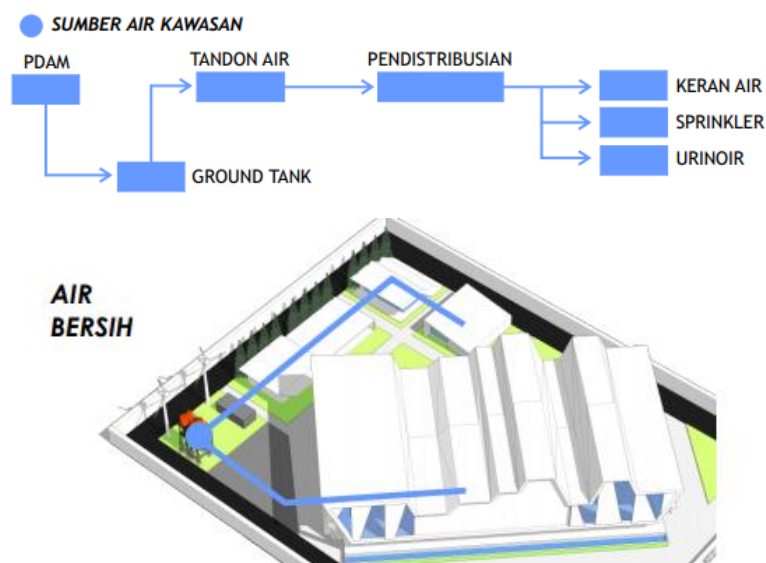 SUMBER AIR KAWASAN
PDAM
TANDON AIR
PENDISTRIBUSIAN
KERAN AIR
SPRINKLER
URINOIR
GROUND TANK
AIR
BERSIH